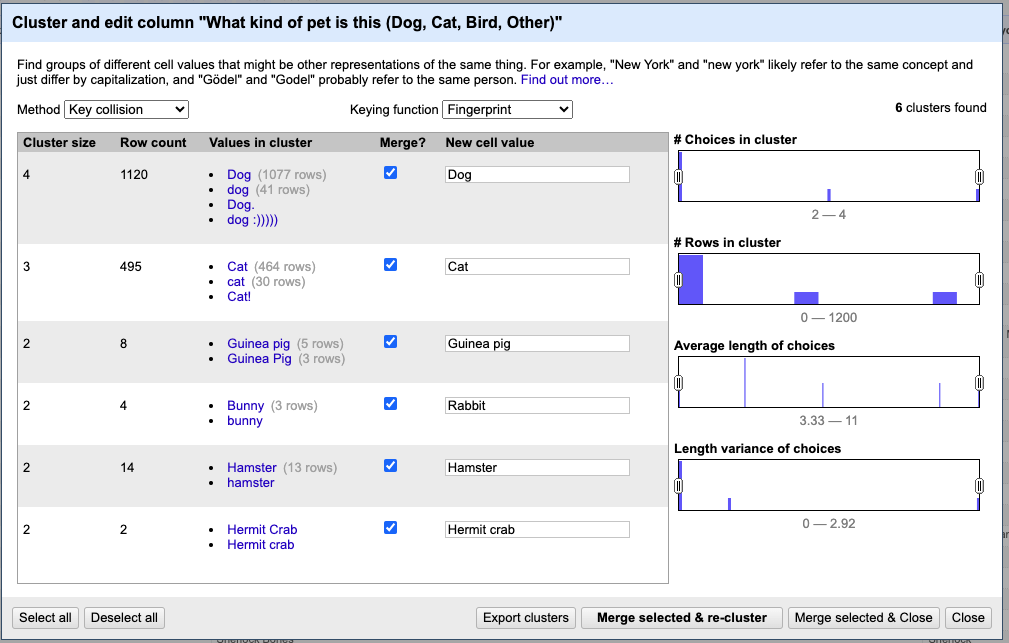 Cluster and edit column "What kind of pet is this (Dog, Cat, Bird, Other)"
Find groups of different cell values that might be other representations of the same thing. For example, "New York" and "new york" likely refer to the same concept and
just differ by capitalization, and "Gödel" and "Godel" probably refer to the same person. Find out more…
Method Key collision Keying function Fingerprint 6 clusters found
Cluster size Row count Values in cluster Merge? New cell value
4 1120 Dog (1077 rows) Dog
dog (41 rows)
Dog.
dog :)))))
3 495 Cat (464 rows) Cat
cat (30 rows)
Cat!
2 8 Guinea pig (5 rows) Guinea pig
Guinea Pig (3 rows)
2 4 Bunny (3 rows) Rabbit
bunny
2 14 Hamster (13 rows) Hamster
hamster
2 2 Hermit Crab Hermit crab
Hermit crab
# Choices in cluster
2 — 4
# Rows in cluster
0 — 1200
Average length of choices
3.33 — 11
Length variance of choices
0 — 2.92
Select all Deselect all Export clusters Merge selected & re-cluster Merge selected & Close Close